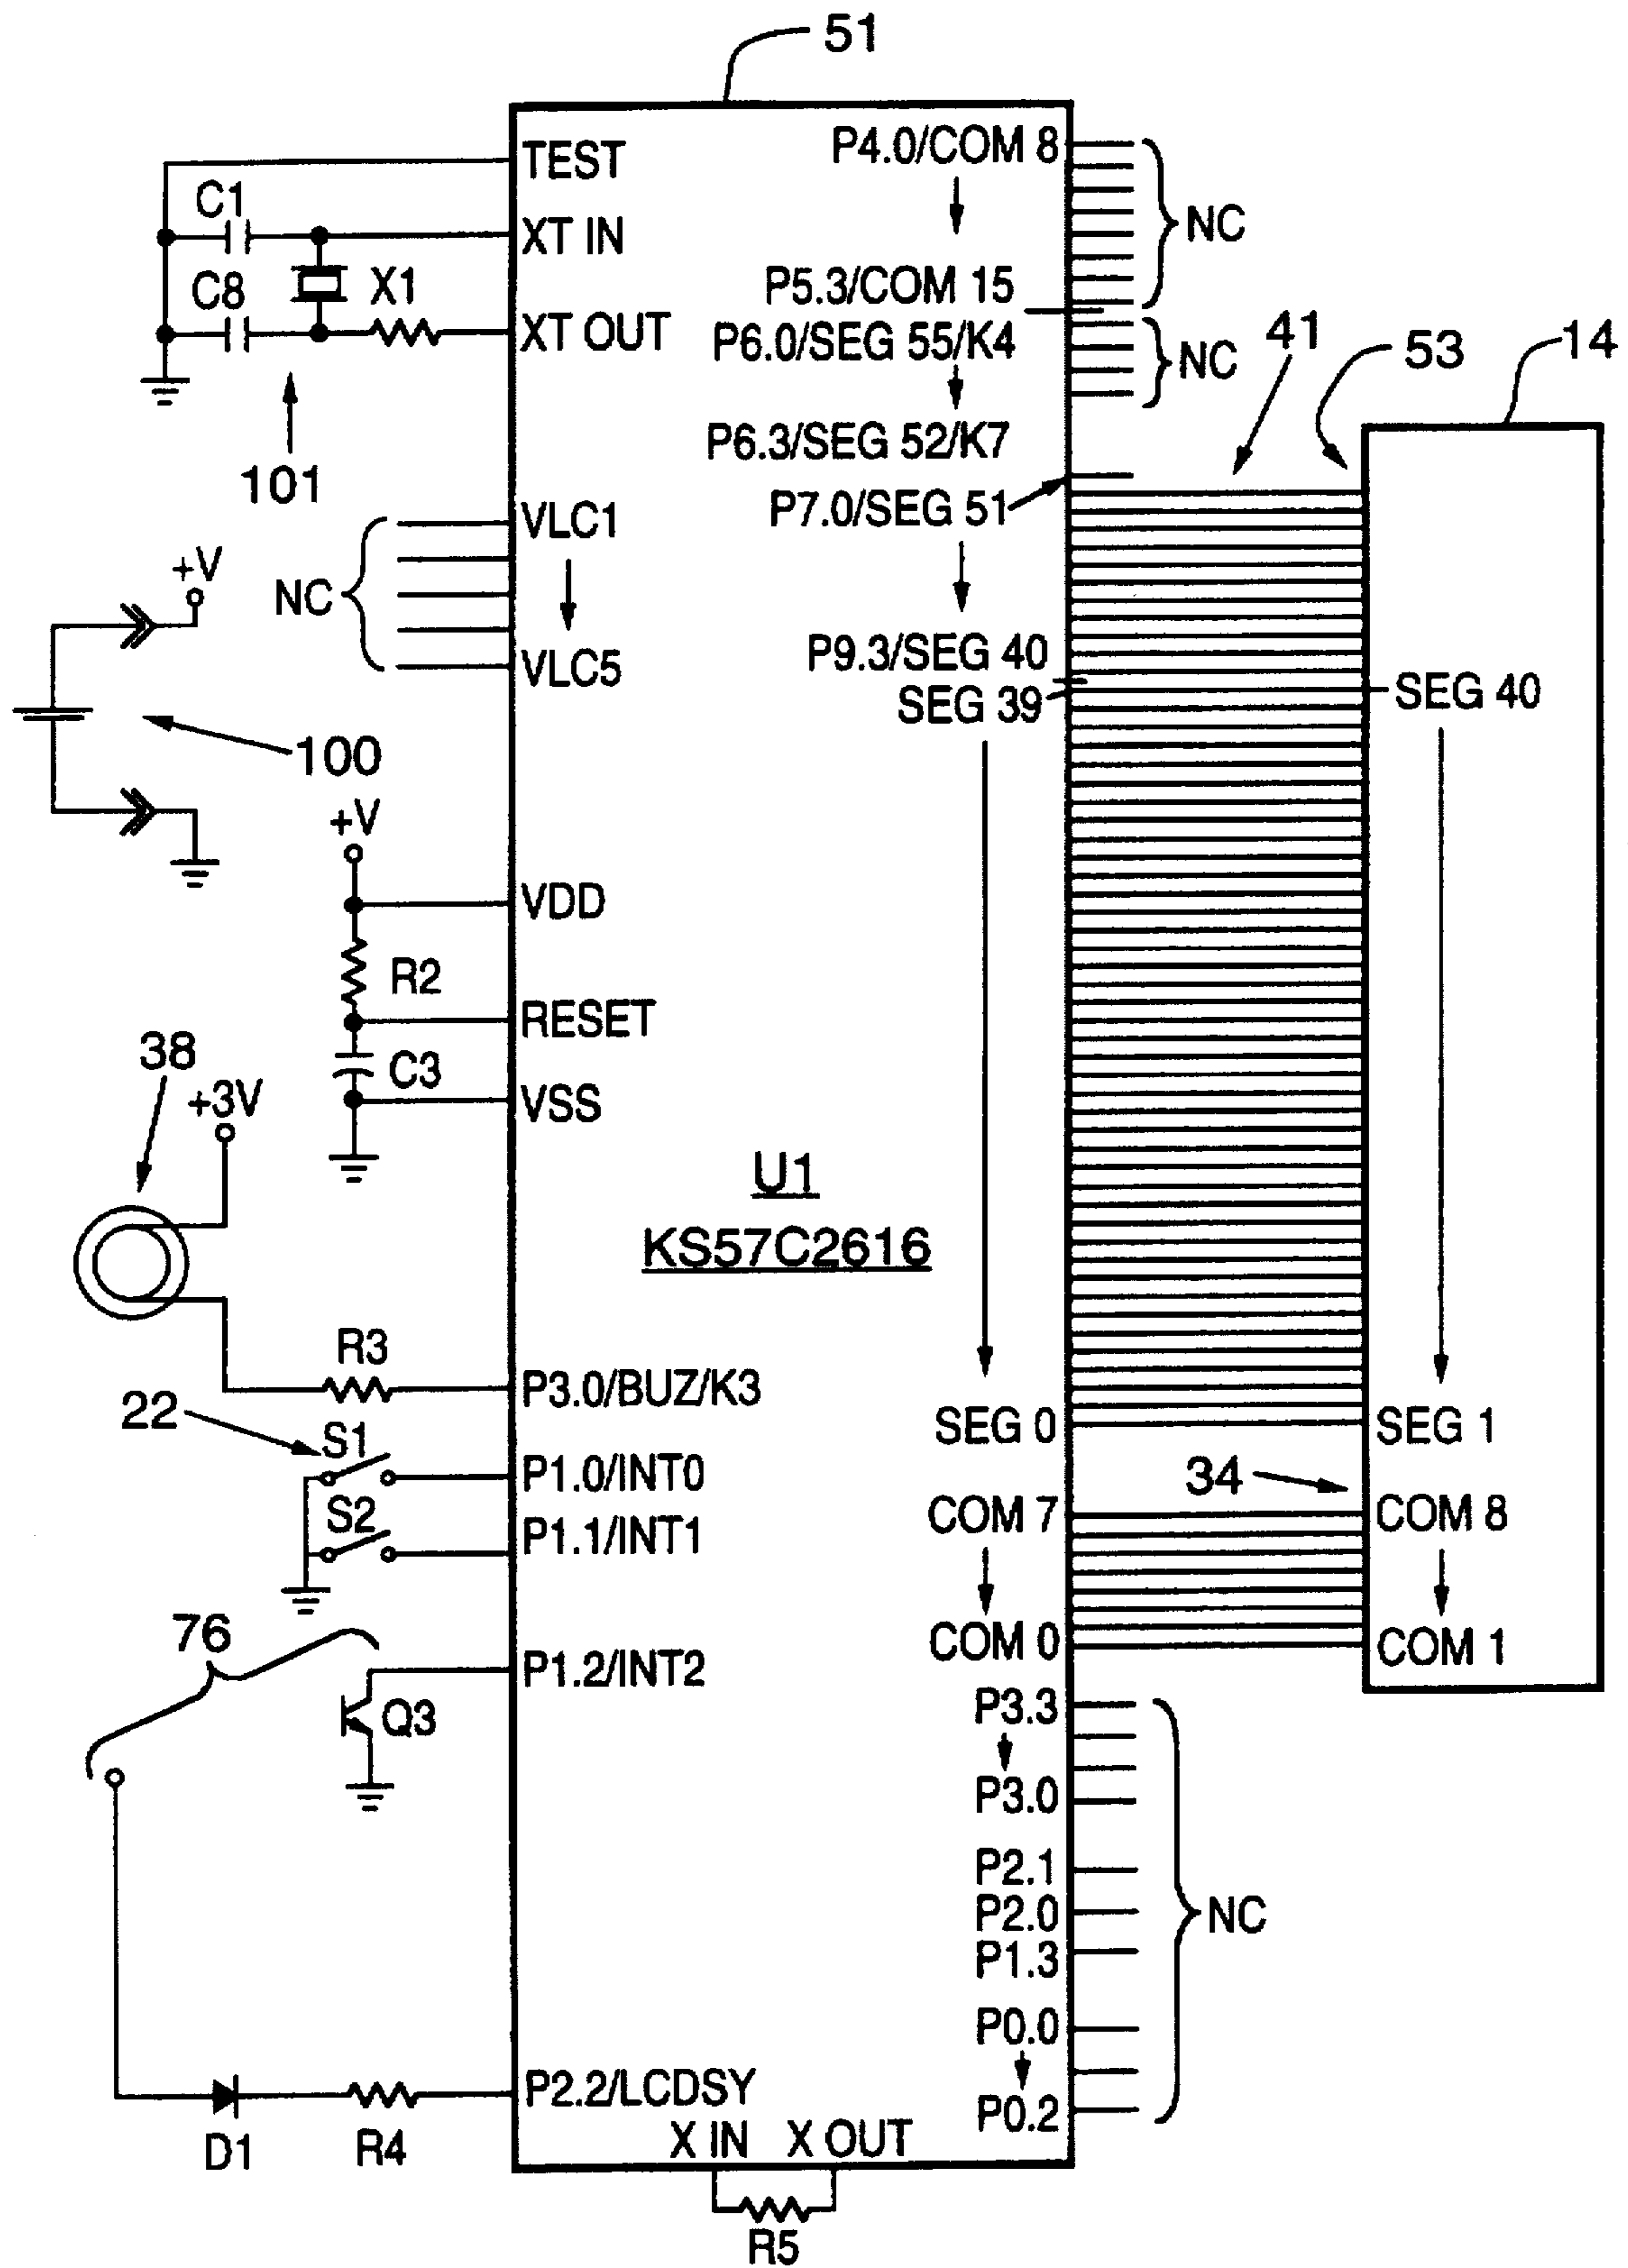 51
TEST
P4.0/COM 8
C1
XT IN
NC
C8
X1
P5.3/COM 15
XT OUT
P6.0/SEG 55/K4
NC
41
53
14
P6.3/SEG 52/K7
101
VLC1
P7.0/SEG 51
+V
NC
P9.3/SEG 40
VLC5
SEG 39
SEG 40
100
+V
VDD
R2
RESET
38
C3
+3V
VSS
U1
KS57C2616
R3
P3.0/BUZ/K3
22
S1
SEG 0
SEG 1
P1.0/INT0
34
S2
COM 7
COM 8
P1.1/INT1
76
COM 0
COM 1
P1.2/INT2
P3.3
Q3
P3.0
P2.1
P2.0
NC
P1.3
P0.0
P2.2/LCDSY
P0.2
D1
R4
X IN
X OUT
R5